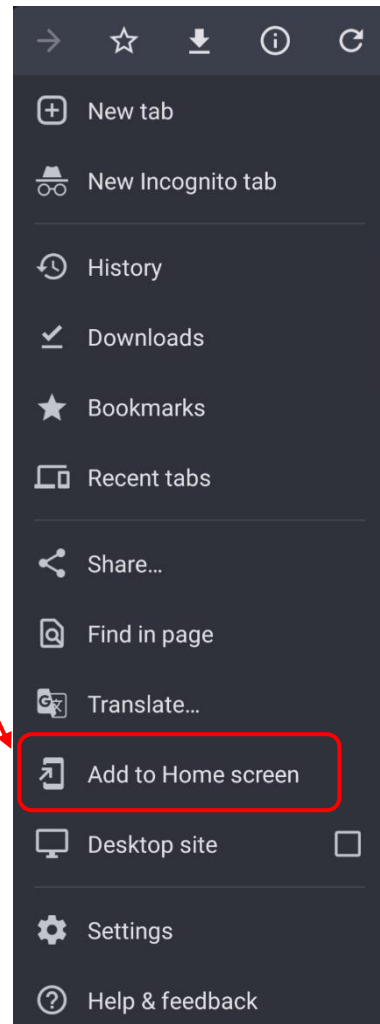 New tab
New Incognito tab
History
Downloads
Bookmarks
Recent tabs
Share…
Find in page
Translate…
Add to Home screen
Desktop site
Settings
Help & feedback